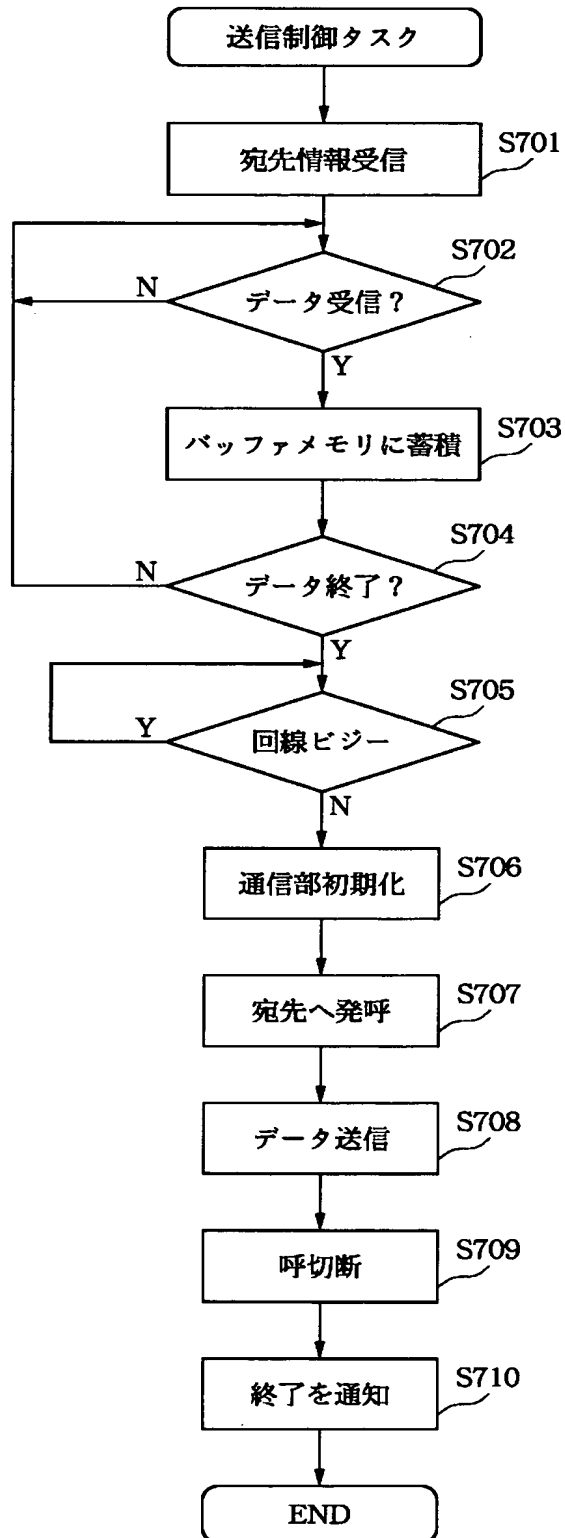 送信制御タスク
宛先情報受信
S701
データ受信?
S702
N
Y
バッファメモリに蓄積
S703
データ終了?
S704
N
Y
回線ビジー
S705
Y
N
通信部初期化
S706
宛先へ発呼
S707
データ送信
S708
呼切断
S709
終了を通知
S710
END